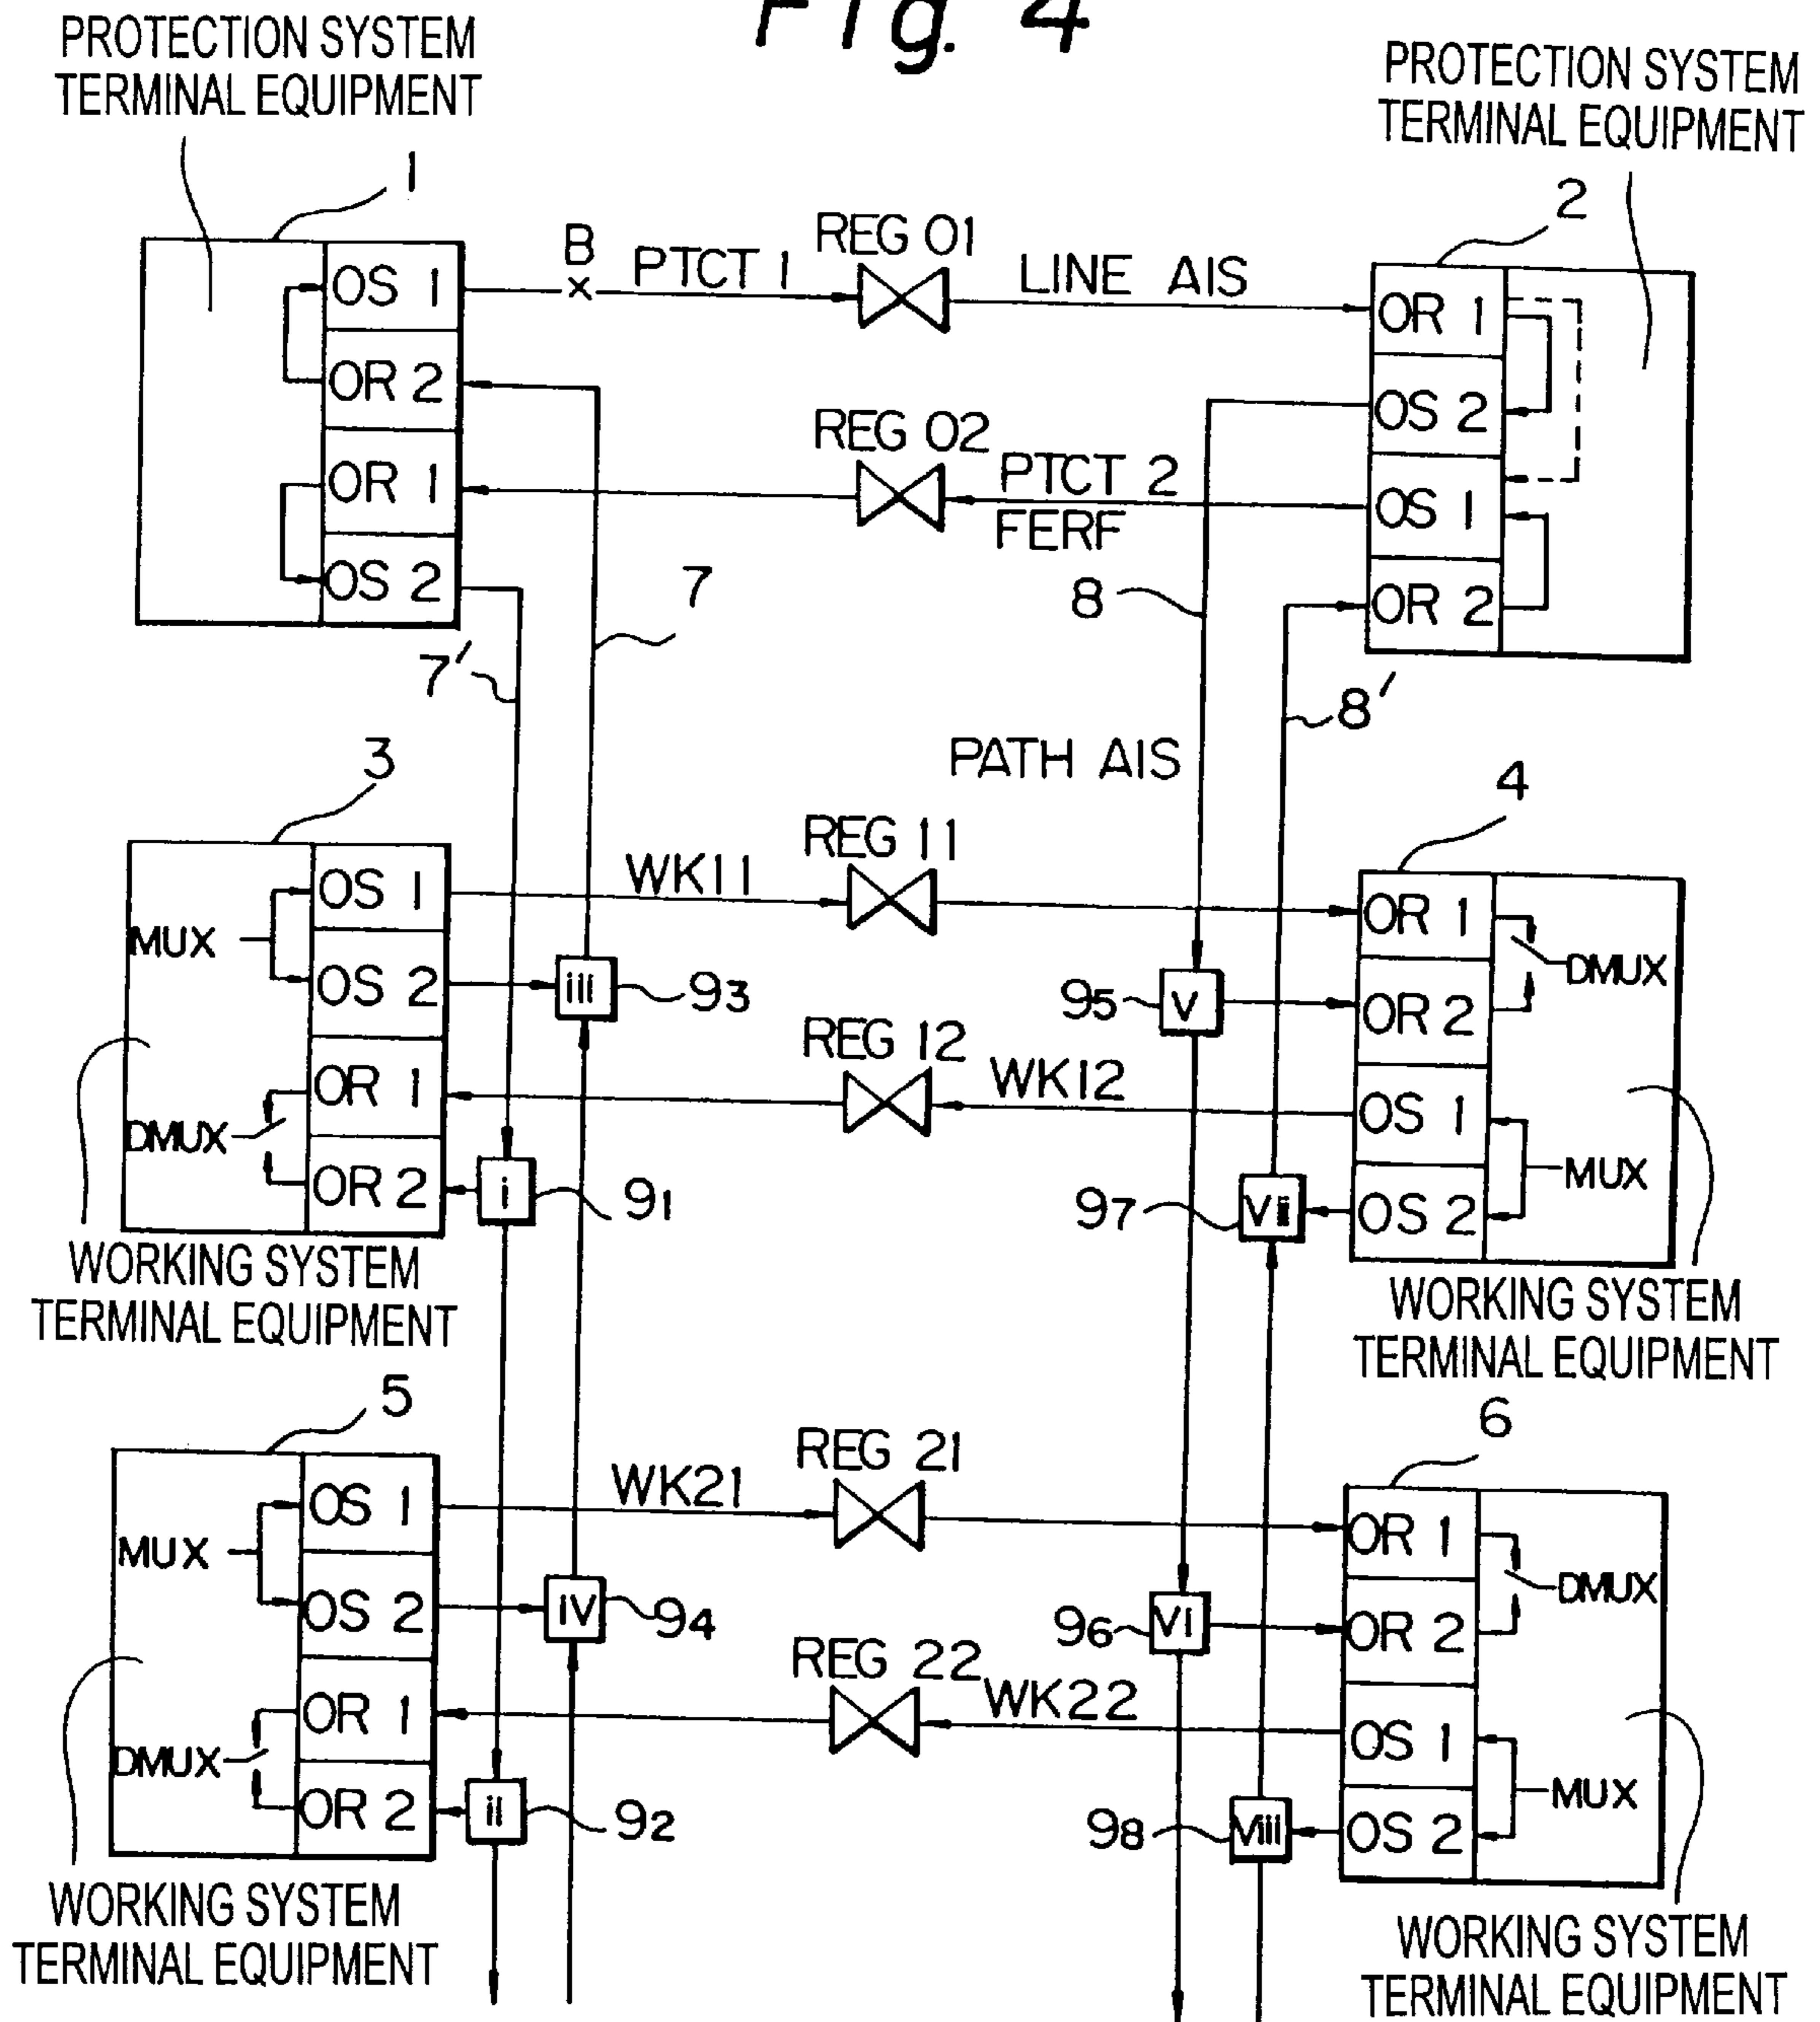 Fig. 4
PROTECTION SYSTEM
TERMINAL EQUIPMENT
PROTECTION SYSTEM
TERMINAL EQUIPMENT
1
2
OS 1
OR 2
OR 1
OS 2
B
×
PTCT 1
REG 01
LINE AIS
OR 1
OS 2
OS 1
OR 2
REG 02
PTCT 2
FERF
7
7'
8
8'
PATH AIS
3
4
MUX
DMUX
OS 1
OS 2
OR 1
OR 2
WK11
REG 11
iii
93
REG 12
WK12
i
91
95
V
97
Vii
OR 1
OR 2
OS 1
OS 2
DMUX
MUX
WORKING SYSTEM
TERMINAL EQUIPMENT
WORKING SYSTEM
TERMINAL EQUIPMENT
5
6
MUX
DMUX
OS 1
OS 2
OR 1
OR 2
WK21
REG 21
iV
94
REG 22
WK22
ii
92
96
Vi
98
Viii
OR 1
OR 2
OS 1
OS 2
DMUX
MUX
WORKING SYSTEM
TERMINAL EQUIPMENT
WORKING SYSTEM
TERMINAL EQUIPMENT